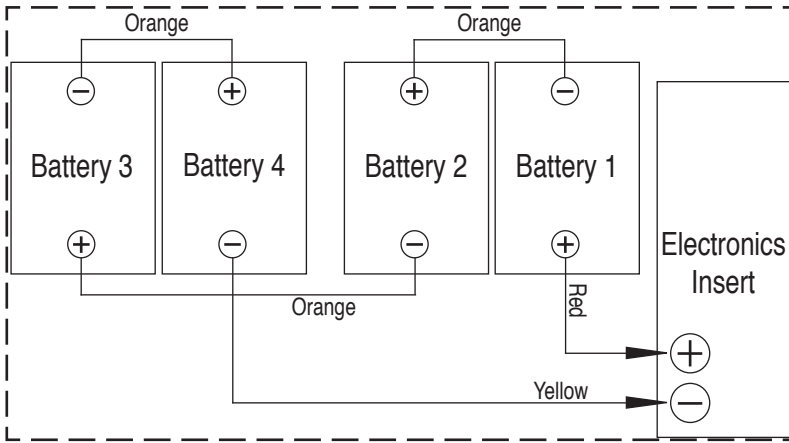 Orange
Orange
− + + −
Battery 3
Battery 4
Battery 2
Battery 1
+ − − +
Electronics
Insert
Orange
Red
+
Yellow
−